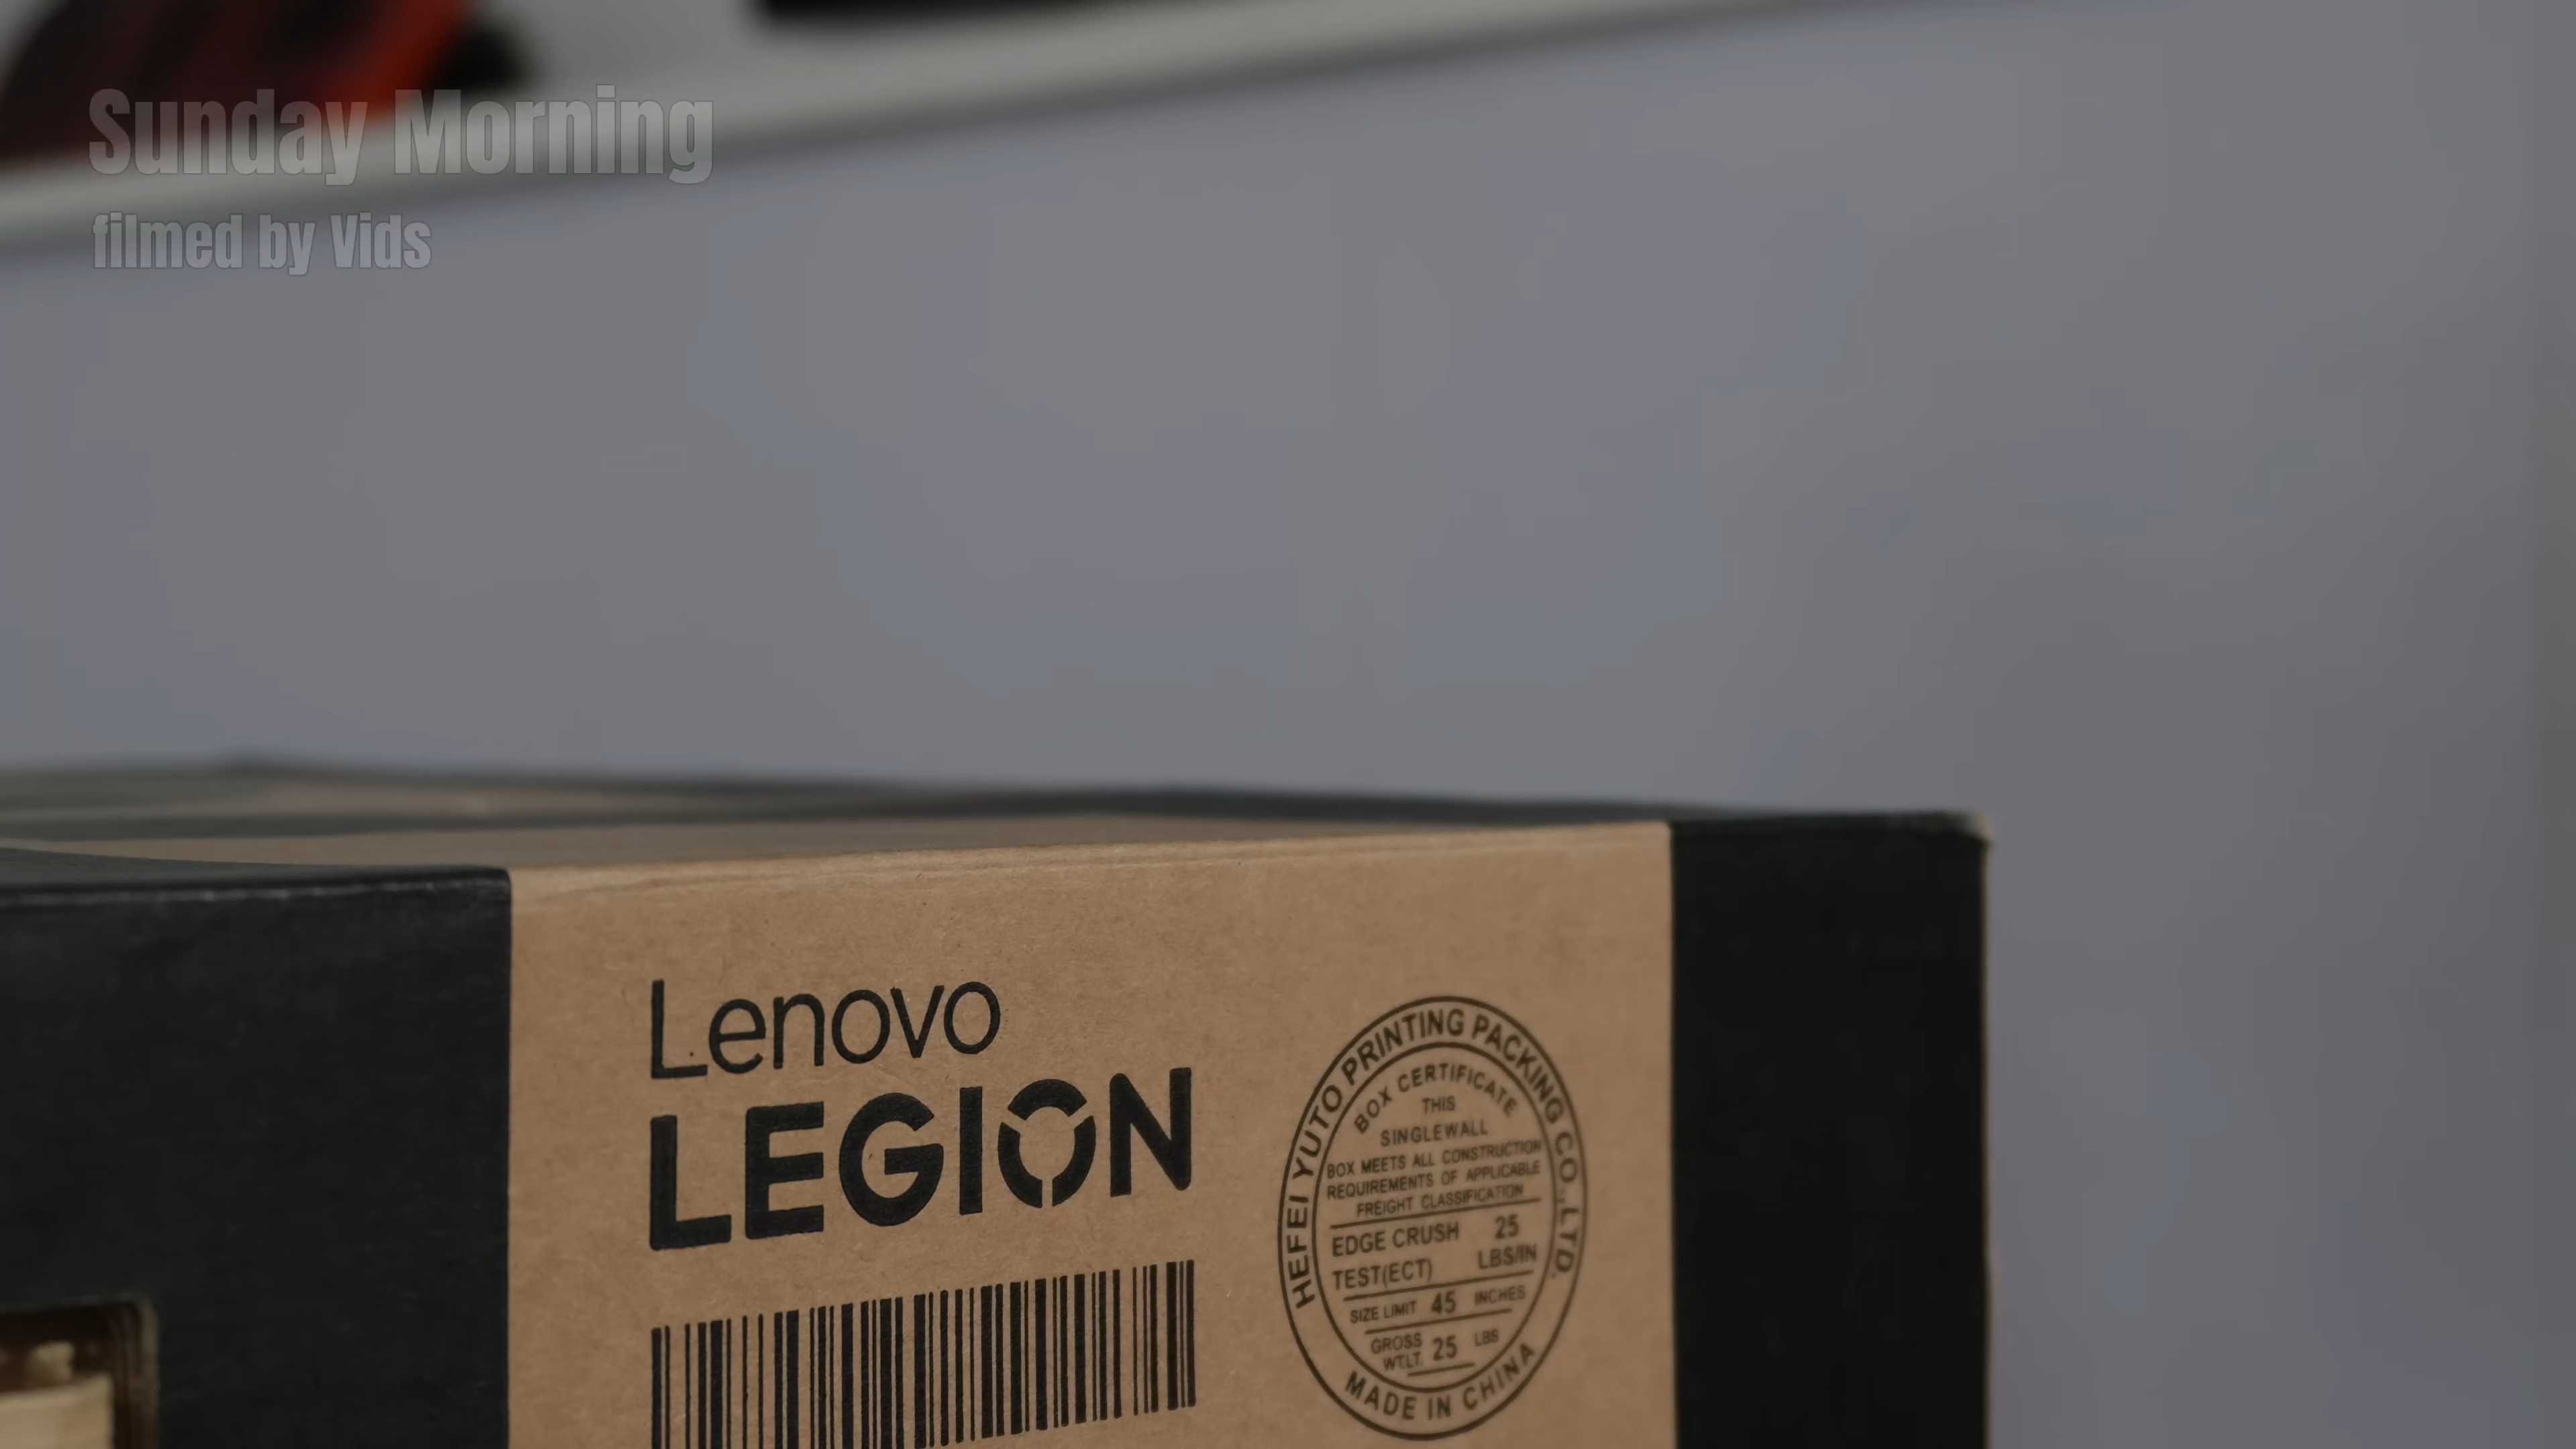 Sunday Morning
filmed by Vids
Lenovo
LEGION
HEFEI YUTO PRINTING PACKING CO.,LTD.
BOX CERTIFICATE
THIS
SINGLEWALL
BOX MEETS ALL CONSTRUCTION
REQUIREMENTS OF APPLICABLE
FREIGHT CLASSIFICATION
EDGE CRUSH 25
TEST(ECT) LBS/IN
SIZE LIMIT 45 INCHES
GROSS
WT.LT. 25 LBS
MADE IN CHINA